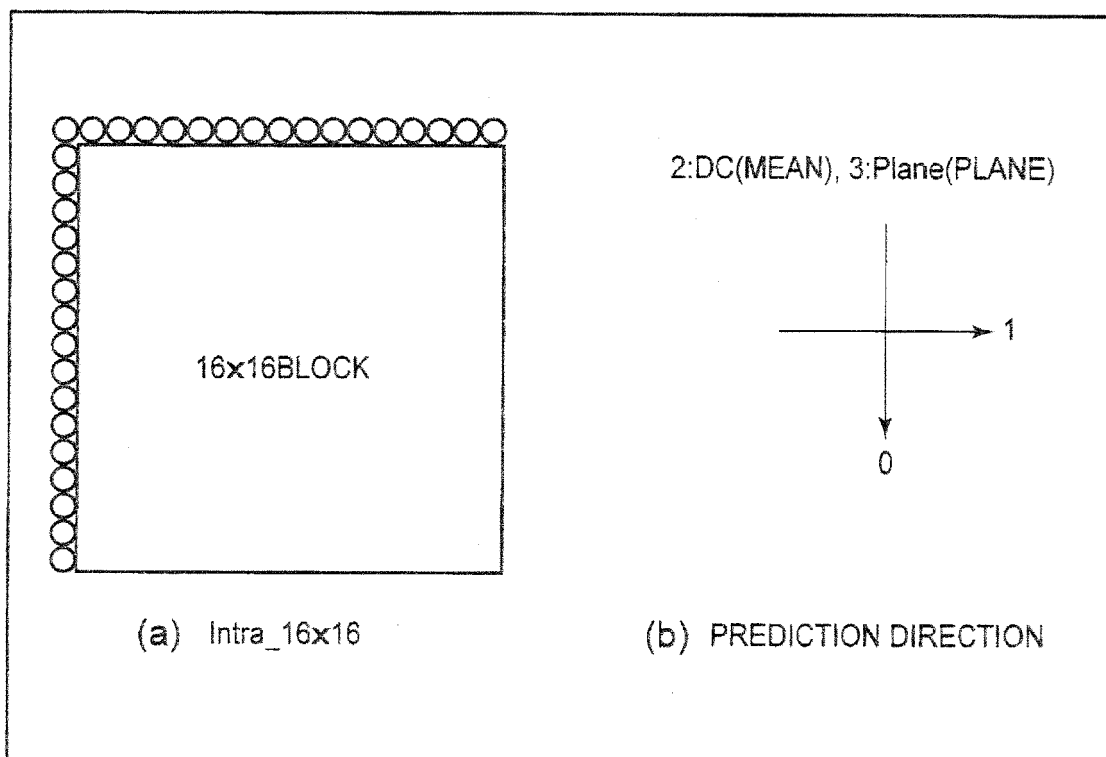 2:DC(MEAN), 3:Plane(PLANE)
1
16x16BLOCK
0
(a) Intra_16x16
(b) PREDICTION DIRECTION